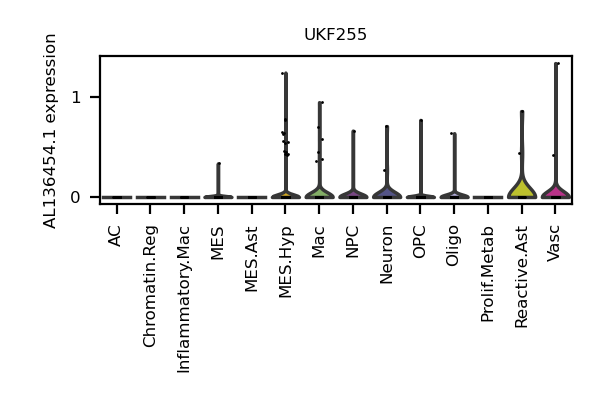 UKF255
AL136454.1 expression
1
0
AC
Chromatin.Reg
Inflammatory.Mac
MES
MES.Ast
MES.Hyp
Mac
NPC
Neuron
OPC
Oligo
Prolif.Metab
Reactive.Ast
Vasc